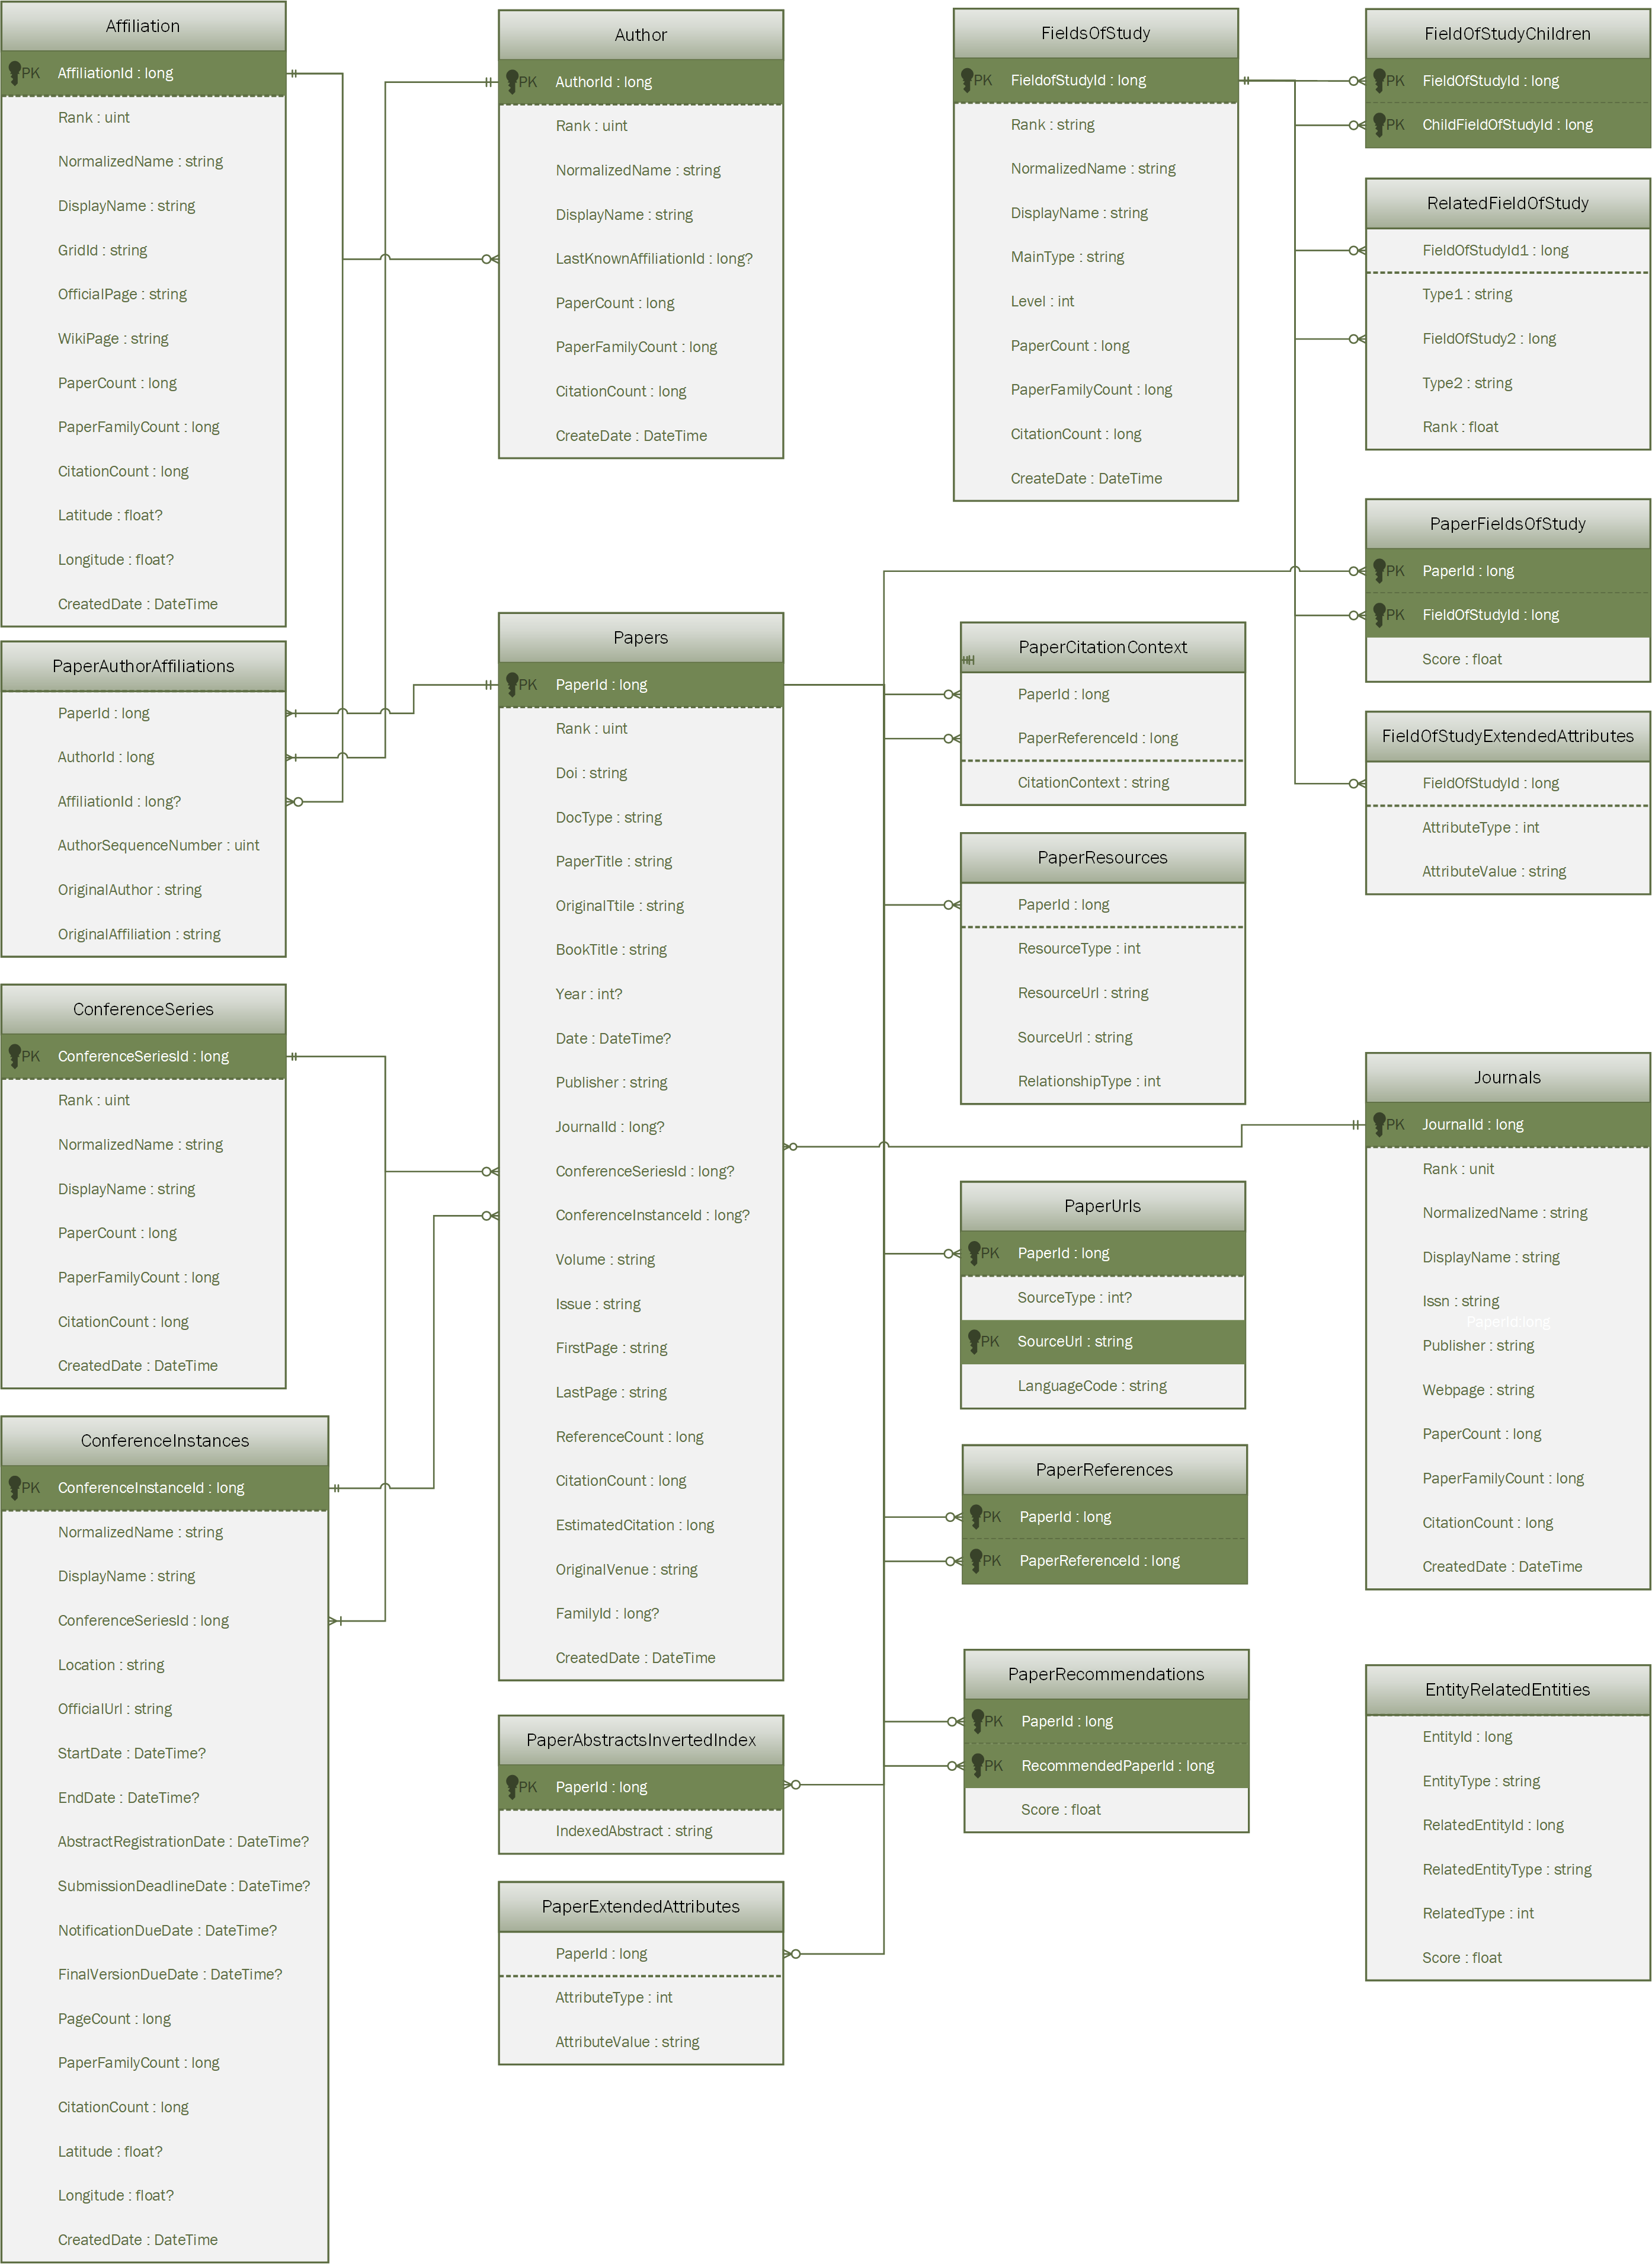 Affiliation
PK AffiliationId : long
Rank : uint
NormalizedName : string
DisplayName : string
GridId : string
OfficialPage : string
WikiPage : string
PaperCount : long
PaperFamilyCount : long
CitationCount : long
Latitude : float?
Longitude : float?
CreatedDate : DateTime
PaperAuthorAffiliations
PaperId : long
AuthorId : long
AffiliationId : long?
AuthorSequenceNumber : uint
OriginalAuthor : string
OriginalAffiliation : string
ConferenceSeries
PK ConferenceSeriesId : long
Rank : uint
NormalizedName : string
DisplayName : string
PaperCount : long
PaperFamilyCount : long
CitationCount : long
CreatedDate : DateTime
ConferenceInstances
PK ConferenceInstanceId : long
NormalizedName : string
DisplayName : string
ConferenceSeriesId : long
Location : string
OfficialUrl : string
StartDate : DateTime?
EndDate : DateTime?
AbstractRegistrationDate : DateTime?
SubmissionDeadlineDate : DateTime?
NotificationDueDate : DateTime?
FinalVersionDueDate : DateTime?
PageCount : long
PaperFamilyCount : long
CitationCount : long
Latitude : float?
Longitude : float?
CreatedDate : DateTime
Author
PK AuthorId : long
Rank : uint
NormalizedName : string
DisplayName : string
LastKnownAffiliationId : long?
PaperCount : long
PaperFamilyCount : long
CitationCount : long
CreateDate : DateTime
Papers
PK PaperId : long
Rank : uint
Doi : string
DocType : string
PaperTitle : string
OriginalTtile : string
BookTitle : string
Year : int?
Date : DateTime?
Publisher : string
JournalId : long?
ConferenceSeriesId : long?
ConferenceInstanceId : long?
Volume : string
Issue : string
FirstPage : string
LastPage : string
ReferenceCount : long
CitationCount : long
EstimatedCitation : long
OriginalVenue : string
FamilyId : long?
CreatedDate : DateTime
PaperAbstractsInvertedIndex
PK PaperId : long
IndexedAbstract : string
PaperExtendedAttributes
PaperId : long
AttributeType : int
AttributeValue : string
FieldsOfStudy
PK FieldofStudyId : long
Rank : string
NormalizedName : string
DisplayName : string
MainType : string
Level : int
PaperCount : long
PaperFamilyCount : long
CitationCount : long
CreateDate : DateTime
PaperCitationContext
PaperId : long
PaperReferenceId : long
CitationContext : string
PaperResources
PaperId : long
ResourceType : int
ResourceUrl : string
SourceUrl : string
RelationshipType : int
PaperUrls
PK PaperId : long
SourceType : int?
PK SourceUrl : string
LanguageCode : string
PaperReferences
PK PaperId : long
PK PaperReferenceId : long
PaperRecommendations
PK PaperId : long
PK RecommendedPaperId : long
Score : float
FieldOfStudyChildren
PK FieldOfStudyId : long
PK ChildFieldOfStudyId : long
RelatedFieldOfStudy
FieldOfStudyId1 : long
Type1 : string
FieldOfStudy2 : long
Type2 : string
Rank : float
PaperFieldsOfStudy
PK PaperId : long
PK FieldOfStudyId : long
Score : float
FieldOfStudyExtendedAttributes
FieldOfStudyId : long
AttributeType : int
AttributeValue : string
Journals
PK JournalId : long
Rank : unit
NormalizedName : string
DisplayName : string
Issn : string
PaperId:long
Publisher : string
Webpage : string
PaperCount : long
PaperFamilyCount : long
CitationCount : long
CreatedDate : DateTime
EntityRelatedEntities
EntityId : long
EntityType : string
RelatedEntityId : long
RelatedEntityType : string
RelatedType : int
Score : float